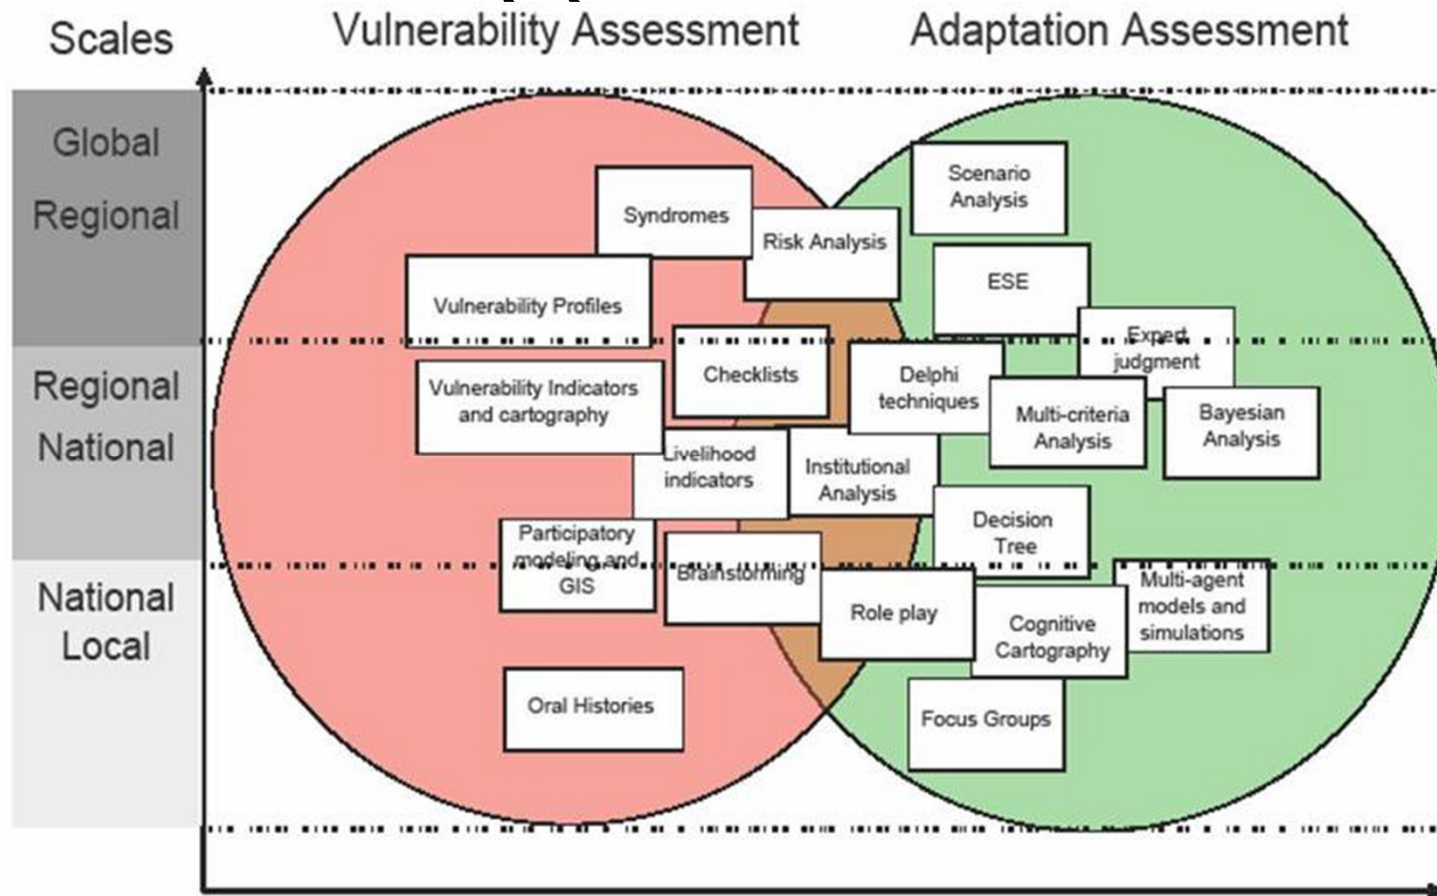 Scales
Vulnerability Assessment
Adaptation Assessment
Global
Regional
Regional
National
National
Local
Syndromes
Risk Analysis
Scenario
Analysis
ESE
Vulnerability Profiles
Expert
judgment
Checklists
Delphi
techniques
Vulnerability Indicators
and cartography
Multi-criteria
Analysis
Bayesian
Analysis
Livelihood
indicators
Institutional
Analysis
Decision
Tree
Participatory
modeling and
GIS
Brainstorming
Role play
Cognitive
Cartography
Multi-agent
models and
simulations
Oral Histories
Focus Groups